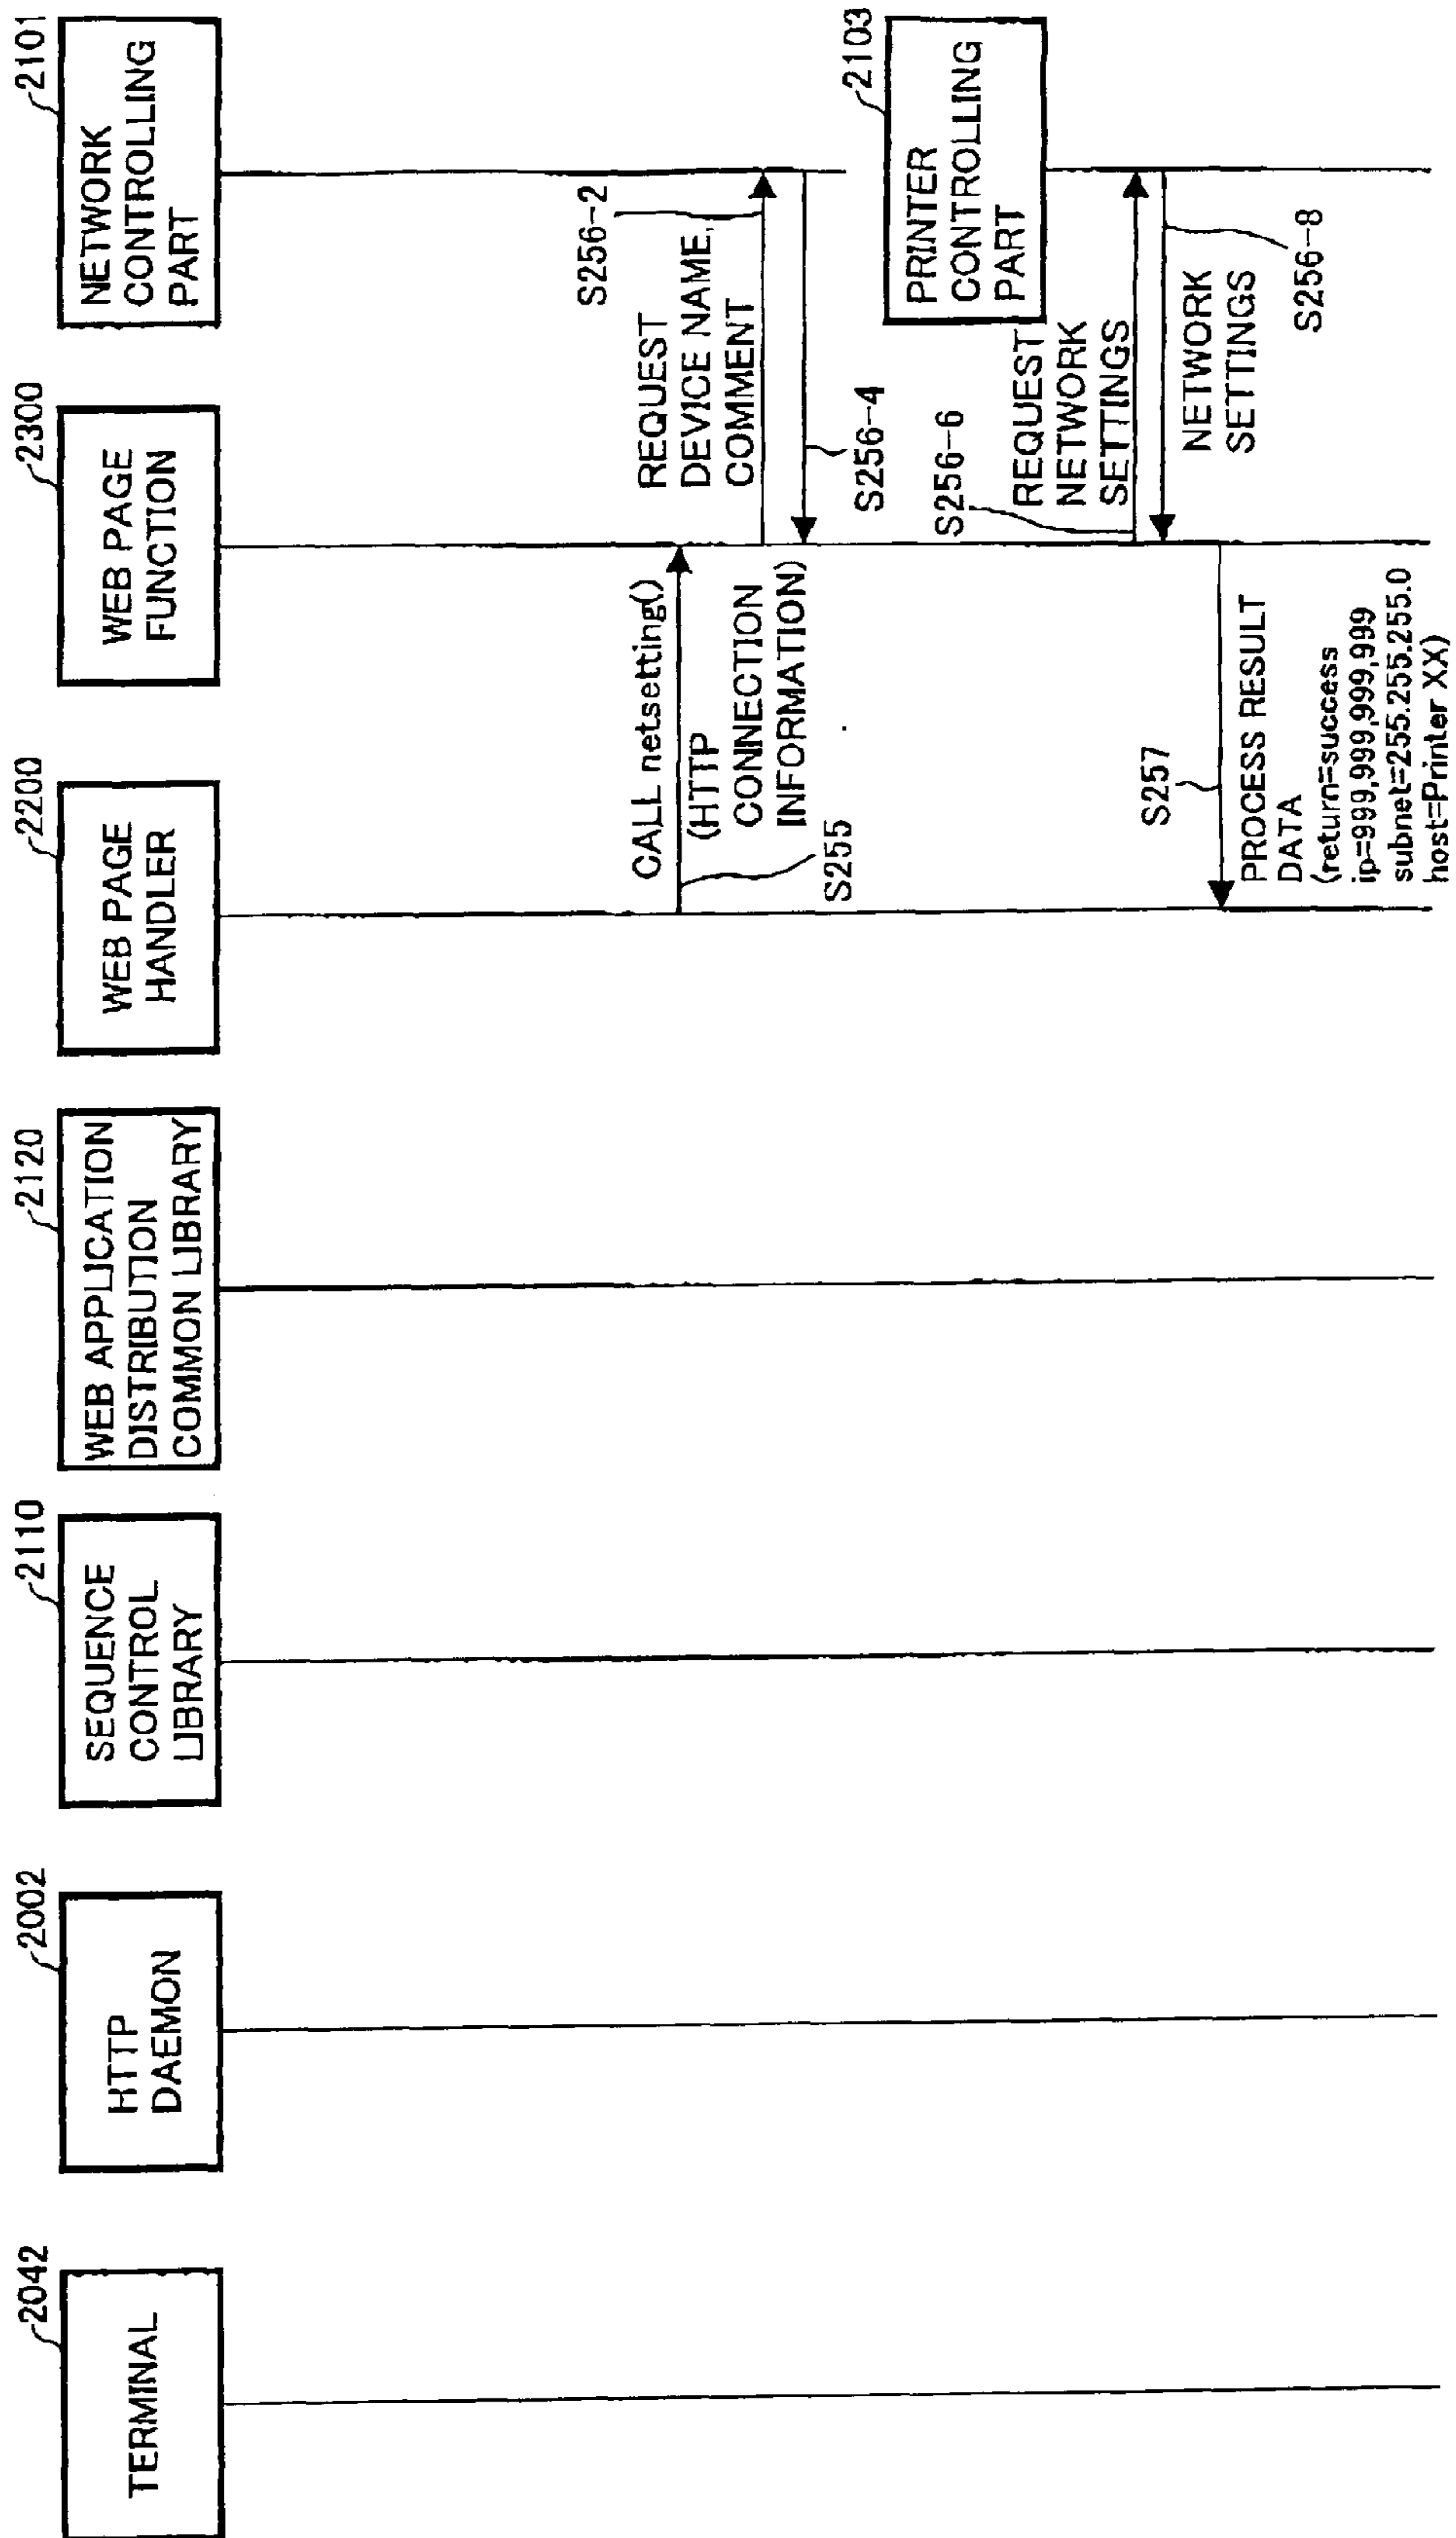 2042
TERMINAL
2002
HTTP
DAEMON
2110
SEQUENCE
CONTROL
LIBRARY
2120
WEB APPLICATION
DISTRIBUTION
COMMON LIBRARY
2200
WEB PAGE
HANDLER
2300
WEB PAGE
FUNCTION
2101
NETWORK
CONTROLLING
PART
CALL netsetting()
(HTTP
CONNECTION
INFORMATION)
S255
S256-2
REQUEST
DEVICE NAME,
COMMENT
S256-4
2103
PRINTER
CONTROLLING
PART
S256-6
REQUEST
NETWORK
SETTINGS
NETWORK
SETTINGS
S256-8
S257
PROCESS RESULT
DATA
(return=success
ip=999,999,999,999
subnet=255.255.255.0
host=Printer XX)